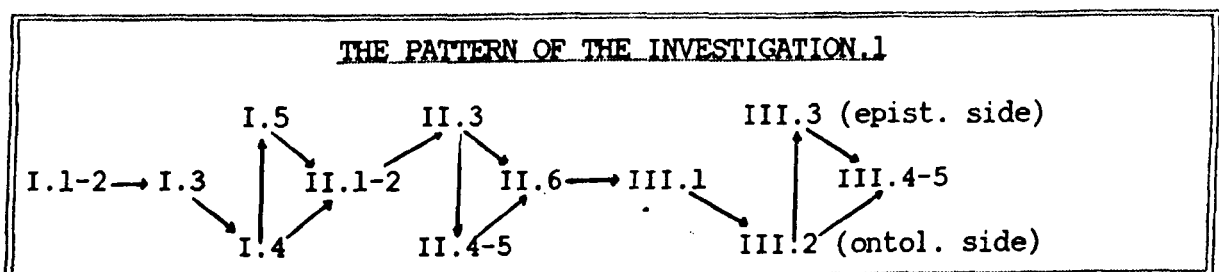 THE PATTERN OF THE INVESTIGATION.1
I.5 II.3 III.3 (epist. side)
I.1-2 I.3 II.1-2 II.6 III.1 III.4-5
I.4 II.4-5 III.2 (ontol. side)